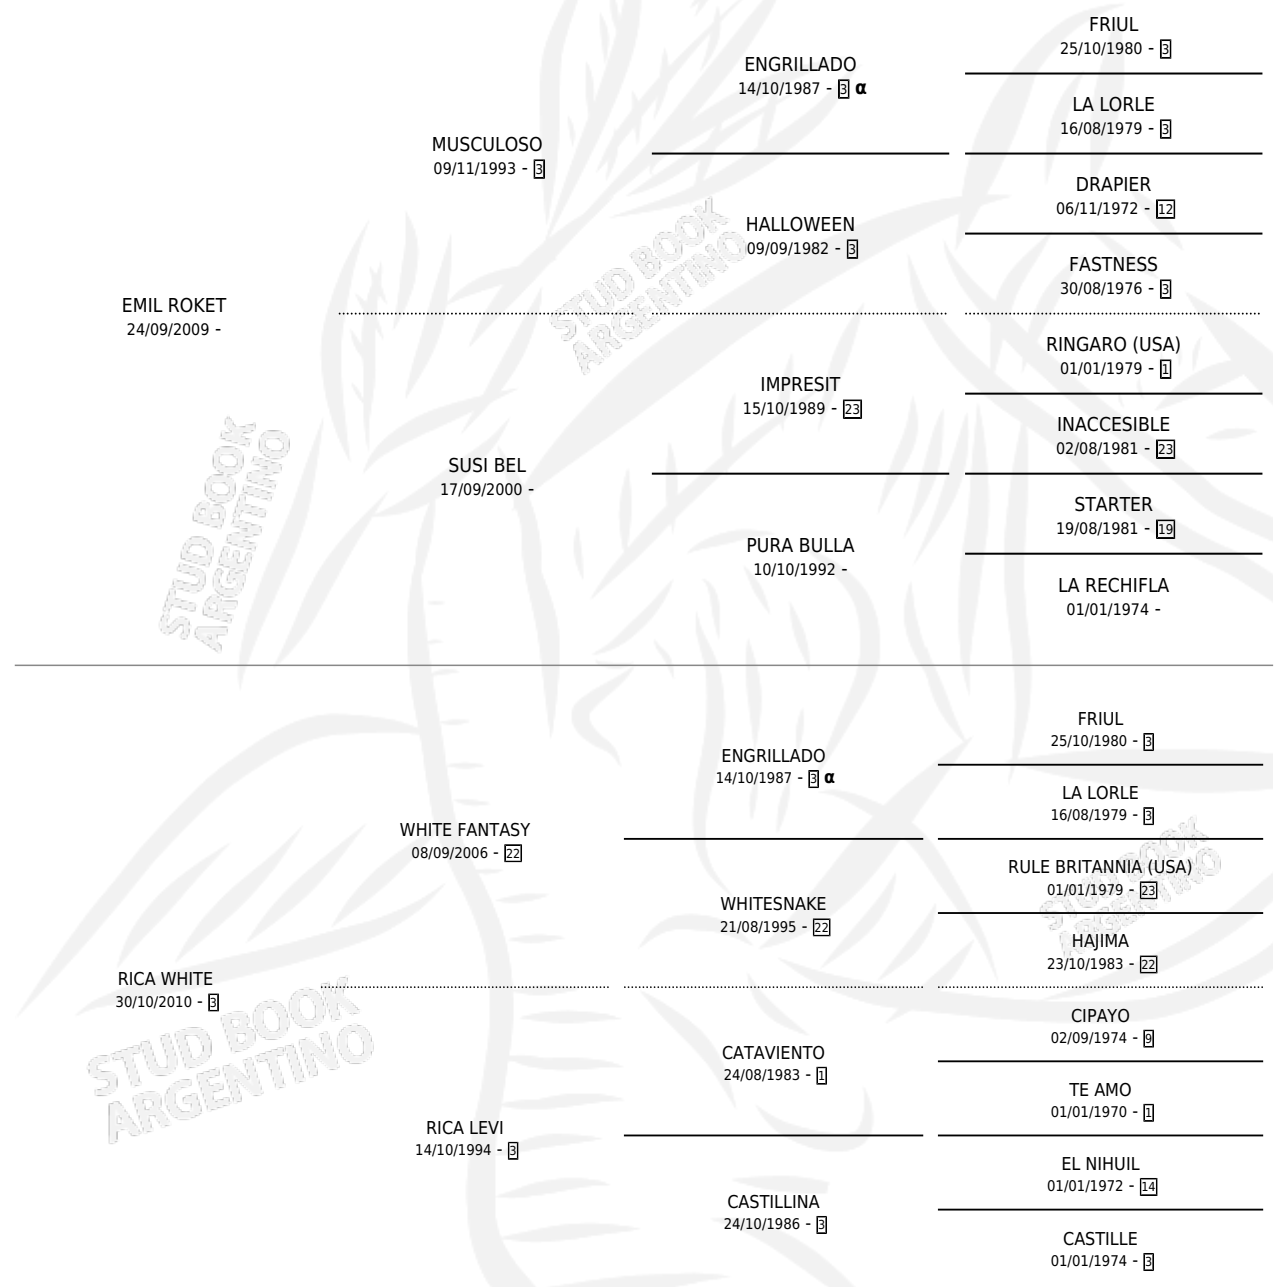 FRIUL
25/10/1980 - 3
ENGRILLADO
14/10/1987 - 3 α
LA LORLE
16/08/1979 - 3
MUSCULOSO
09/11/1993 - 3
DRAPIER
06/11/1972 - 12
HALLOWEEN
09/09/1982 - 3
FASTNESS
30/08/1976 - 3
EMIL ROKET
24/09/2009 -
STUD BOOK
ARGENTINO
RINGARO (USA)
01/01/1979 - 1
IMPRESIT
15/10/1989 - 23
INACCESIBLE
02/08/1981 - 23
SUSI BEL
17/09/2000 -
STARTER
19/08/1981 - 19
PURA BULLA
10/10/1992 -
LA RECHIFLA
01/01/1974 -
STUD BOOK
ARGENTINO
FRIUL
25/10/1980 - 3
ENGRILLADO
14/10/1987 - 3 α
LA LORLE
16/08/1979 - 3
WHITE FANTASY
08/09/2006 - 22
RULE BRITANNIA (USA)
01/01/1979 - 23
WHITESNAKE
21/08/1995 - 22
HAJIMA
23/10/1983 - 22
STUD BOOK
ARGENTINO
RICA WHITE
30/10/2010 - 3
CIPAYO
02/09/1974 - 9
CATAVIENTO
24/08/1983 - 1
TE AMO
01/01/1970 - 1
RICA LEVI
14/10/1994 - 3
EL NIHUIL
01/01/1972 - 14
CASTILLINA
24/10/1986 - 3
CASTILLE
01/01/1974 - 3
STUD BOOK
ARGENTINO